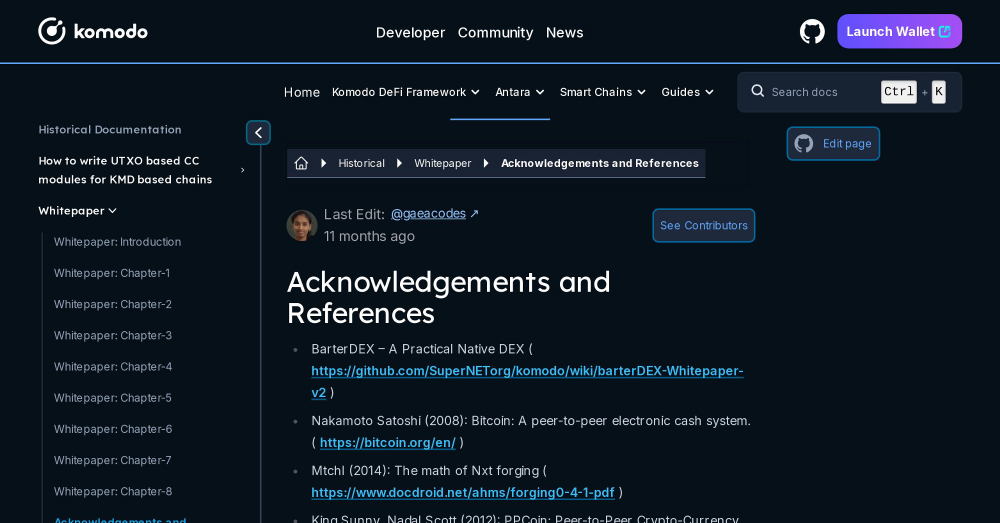 komodo
Developer Community News
Launch Wallet
Home Komodo DeFi Framework Antara Smart Chains Guides
Search docs Ctrl + K
Historical Documentation
How to write UTXO based CC
modules for KMD based chains
Whitepaper
Whitepaper: Introduction
Whitepaper: Chapter-1
Whitepaper: Chapter-2
Whitepaper: Chapter-3
Whitepaper: Chapter-4
Whitepaper: Chapter-5
Whitepaper: Chapter-6
Whitepaper: Chapter-7
Whitepaper: Chapter-8
Acknowledgements and
Edit page
Historical Whitepaper Acknowledgements and References
Last Edit: @gaeacodes ↗
11 months ago
See Contributors
Acknowledgements and
References
• BarterDEX – A Practical Native DEX (
https://github.com/SuperNETorg/komodo/wiki/barterDEX-Whitepaper-
v2 )
• Nakamoto Satoshi (2008): Bitcoin: A peer-to-peer electronic cash system.
( https://bitcoin.org/en/ )
• Mtchl (2014): The math of Nxt forging (
https://www.docdroid.net/ahms/forging0-4-1-pdf )
• King Sunny, Nadal Scott (2012): PPCoin: Peer-to-Peer Crypto-Currency